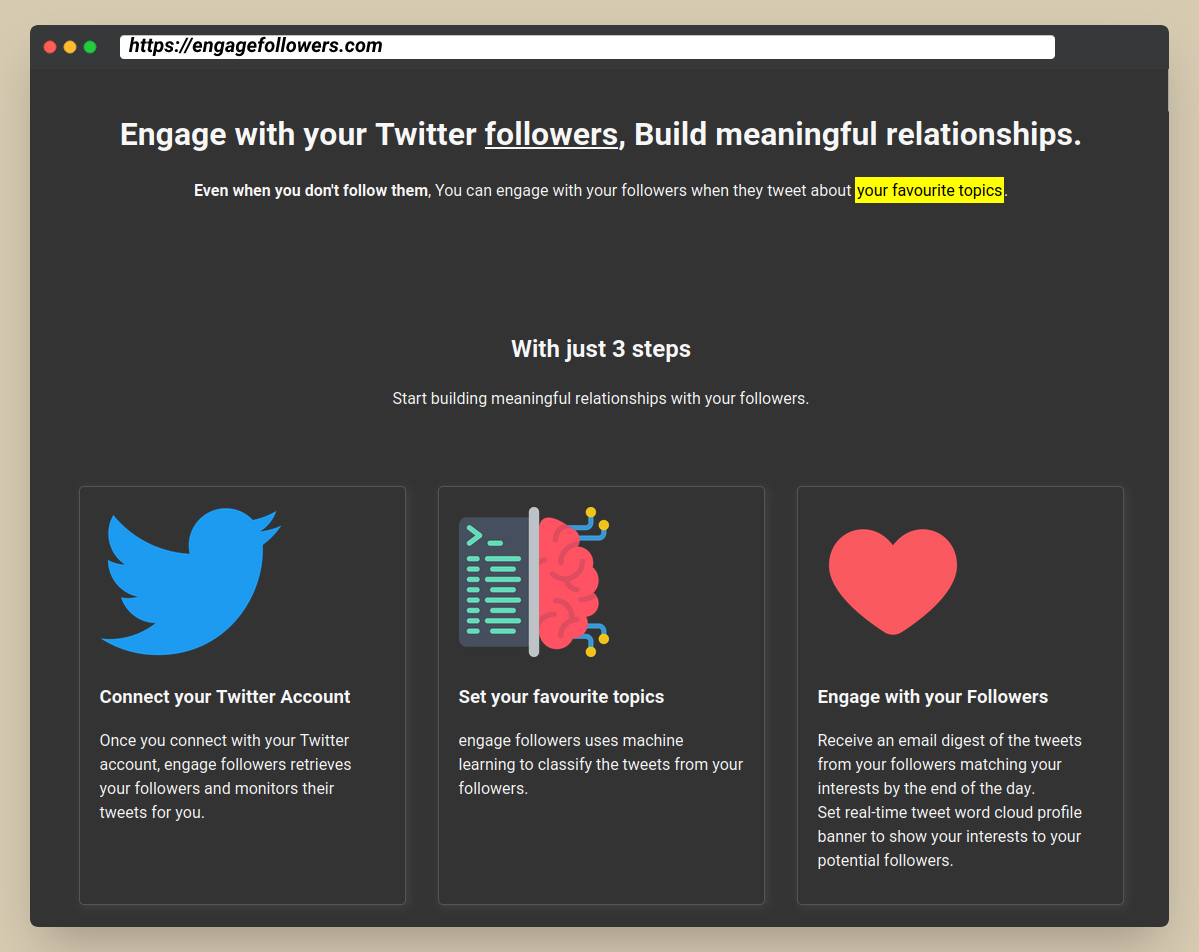 https://engagefollowers.com
Engage with your Twitter followers, Build meaningful relationships.
Even when you don't follow them, You can engage with your followers when they tweet about your favourite topics.
With just 3 steps
Start building meaningful relationships with your followers.
Connect your Twitter Account
Once you connect with your Twitter
account, engage followers retrieves
your followers and monitors their
tweets for you.
Set your favourite topics
engage followers uses machine
learning to classify the tweets from your
followers.
Engage with your Followers
Receive an email digest of the tweets
from your followers matching your
interests by the end of the day.
Set real-time tweet word cloud profile
banner to show your interests to your
potential followers.